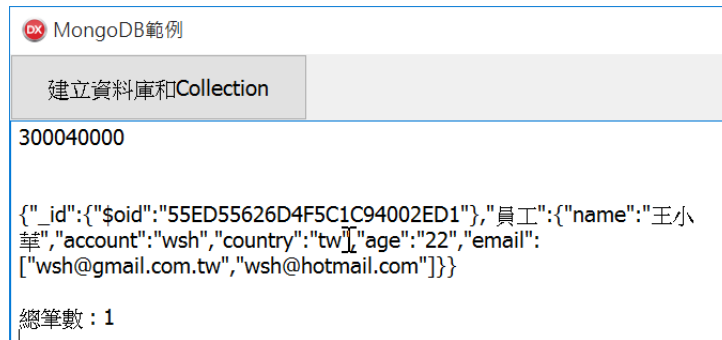 DX MongoDB範例
建立資料庫和Collection
300040000
{"_id":{"$oid":"55ED55626D4F5C1C94002ED1"},"員工":{"name":"王小
華","account":"wsh","country":"tw","age":"22","email":
["wsh@gmail.com.tw","wsh@hotmail.com"]}}
總筆數：1